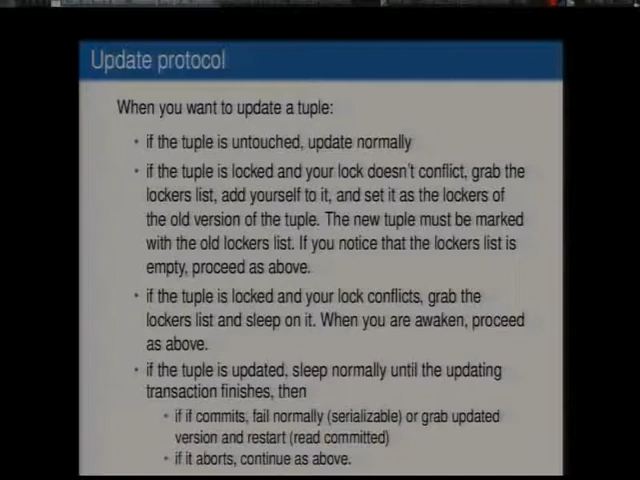 Update protocol
When you want to update a tuple:
• if the tuple is untouched, update normally
• if the tuple is locked and your lock doesn't conflict, grab the
lockers list, add yourself to it, and set it as the lockers of
the old version of the tuple. The new tuple must be marked
with the old lockers list. If you notice that the lockers list is
empty, proceed as above.
• if the tuple is locked and your lock conflicts, grab the
lockers list and sleep on it. When you are awaken, proceed
as above.
• if the tuple is updated, sleep normally until the updating
transaction finishes, then
• if if commits, fail normally (serializable) or grab updated
version and restart (read committed)
• if it aborts, continue as above.